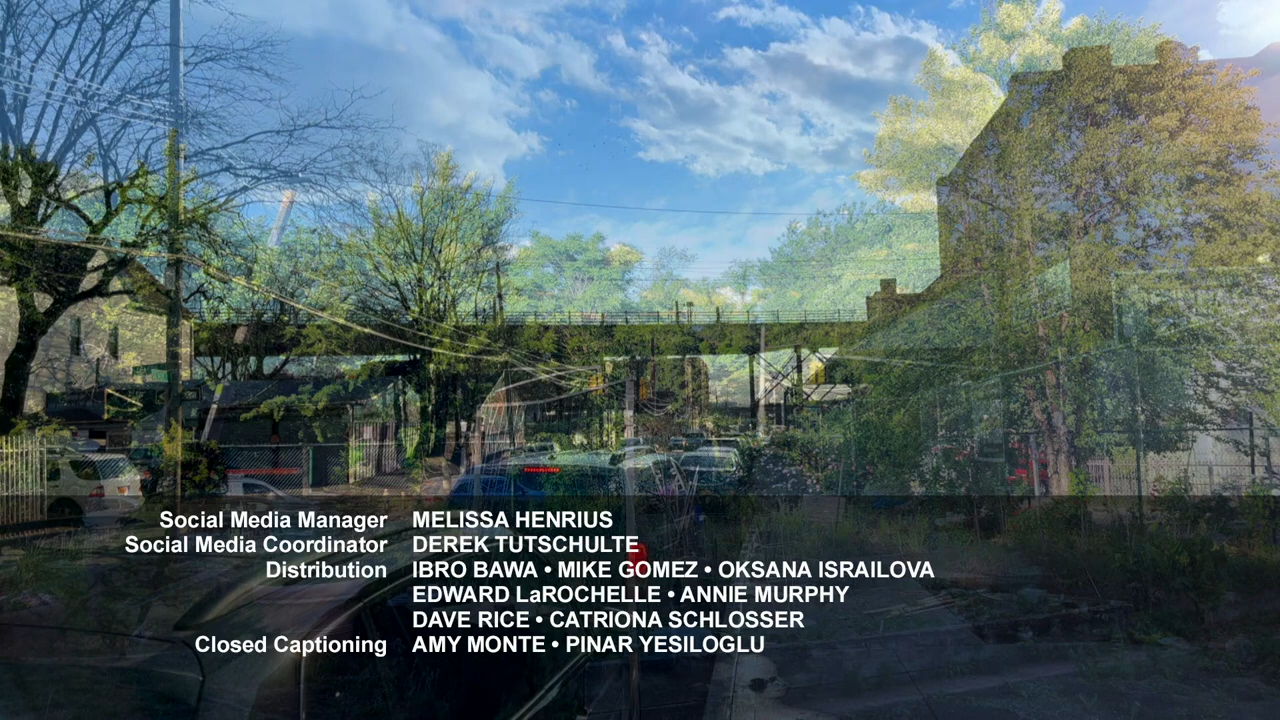 Social Media Manager MELISSA HENRIUS
Social Media Coordinator DEREK TUTSCHULTE
Distribution IBRO BAWA • MIKE GOMEZ • OKSANA ISRAILOVA
EDWARD LaROCHELLE • ANNIE MURPHY
DAVE RICE • CATRIONA SCHLOSSER
Closed Captioning AMY MONTE • PINAR YESILOGLU